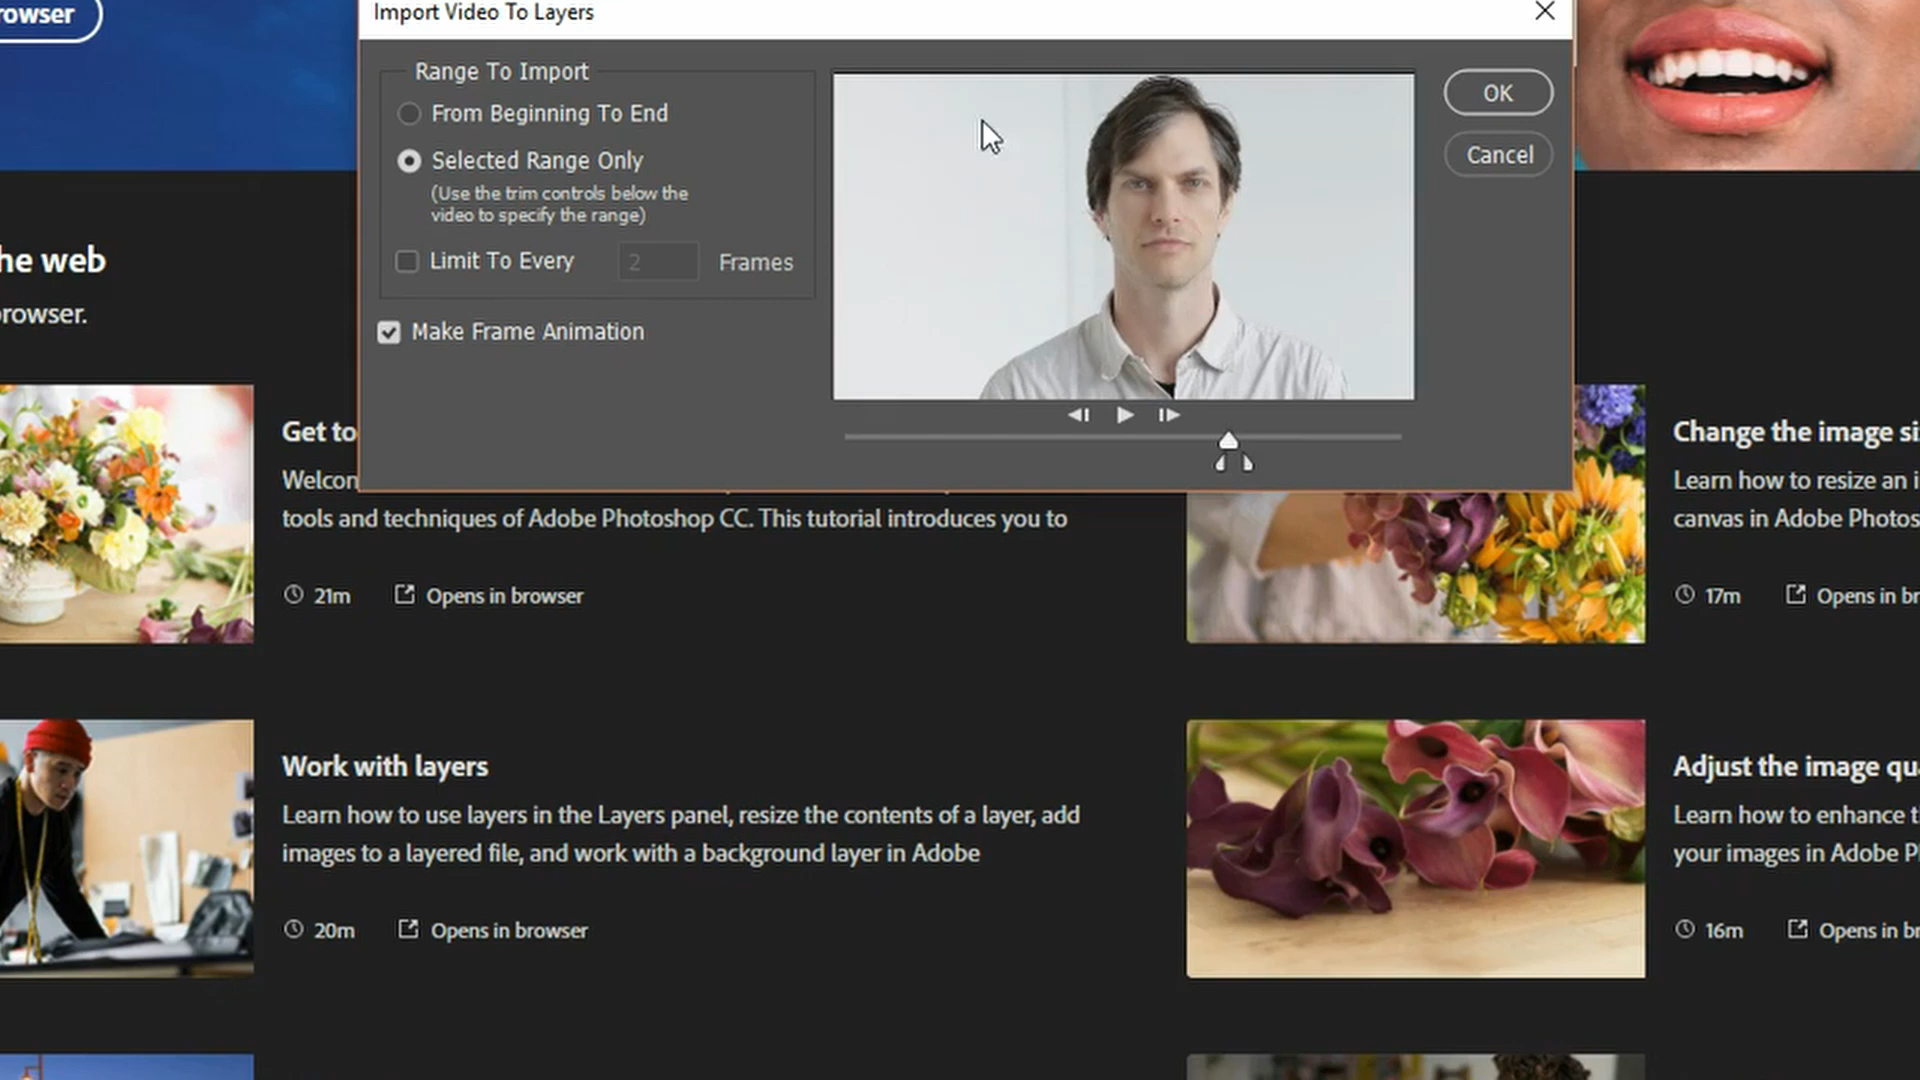 rowser
Import Video To Layers
Range To Import
From Beginning To End
Selected Range Only
(Use the trim controls below the
video to specify the range)
Limit To Every 2 Frames
Make Frame Animation
OK
Cancel
he web
rowser.
Get to
Welcon
tools and techniques of Adobe Photoshop CC. This tutorial introduces you to
21m Opens in browser
Change the image si
Learn how to resize an i
canvas in Adobe Photos
17m Opens in br
Work with layers
Learn how to use layers in the Layers panel, resize the contents of a layer, add
images to a layered file, and work with a background layer in Adobe
20m Opens in browser
Adjust the image qu
Learn how to enhance t
your images in Adobe P
16m Opens in br